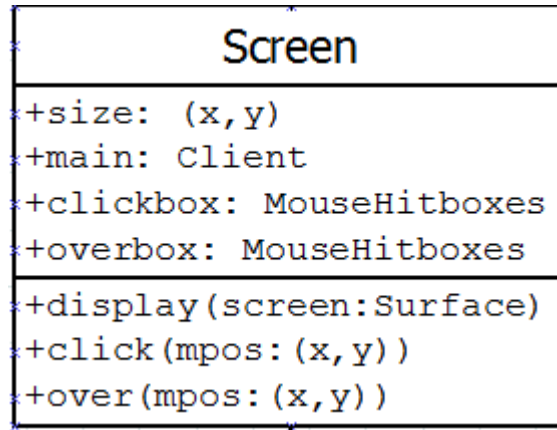 Screen
+size: (x,y)
+main: Client
+clickbox: MouseHitboxes
+overbox: MouseHitboxes
+display(screen:Surface)
+click(mpos:(x,y))
+over(mpos:(x,y))